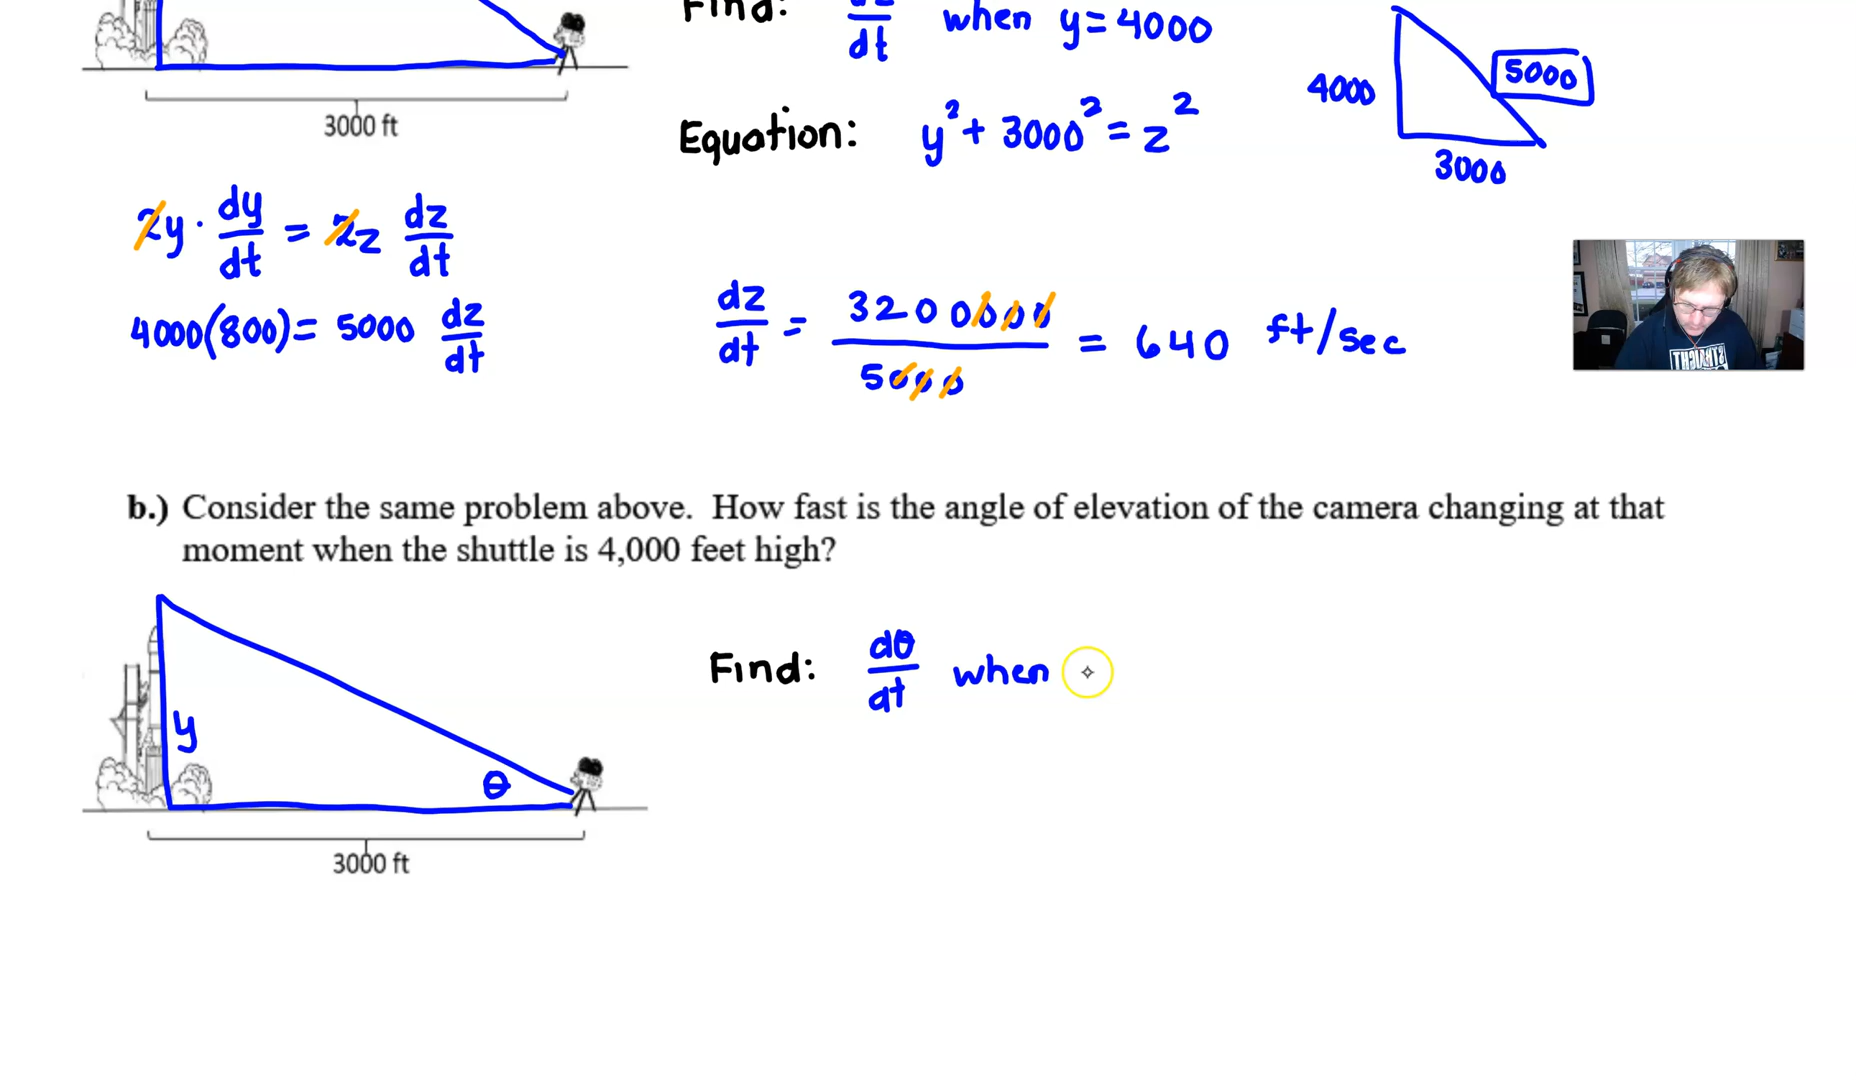 Find: dz/dt when y=4000
4000
5000
3000
3000 ft
Equation: y² + 3000² = z²
2y · dy/dt = 2z dz/dt
4000(800)= 5000 dz/dt
dz/dt = 3200000/5000 = 640 ft/sec
b.) Consider the same problem above. How fast is the angle of elevation of the camera changing at that
moment when the shuttle is 4,000 feet high?
Find: dθ/dt when
y
θ
3000 ft